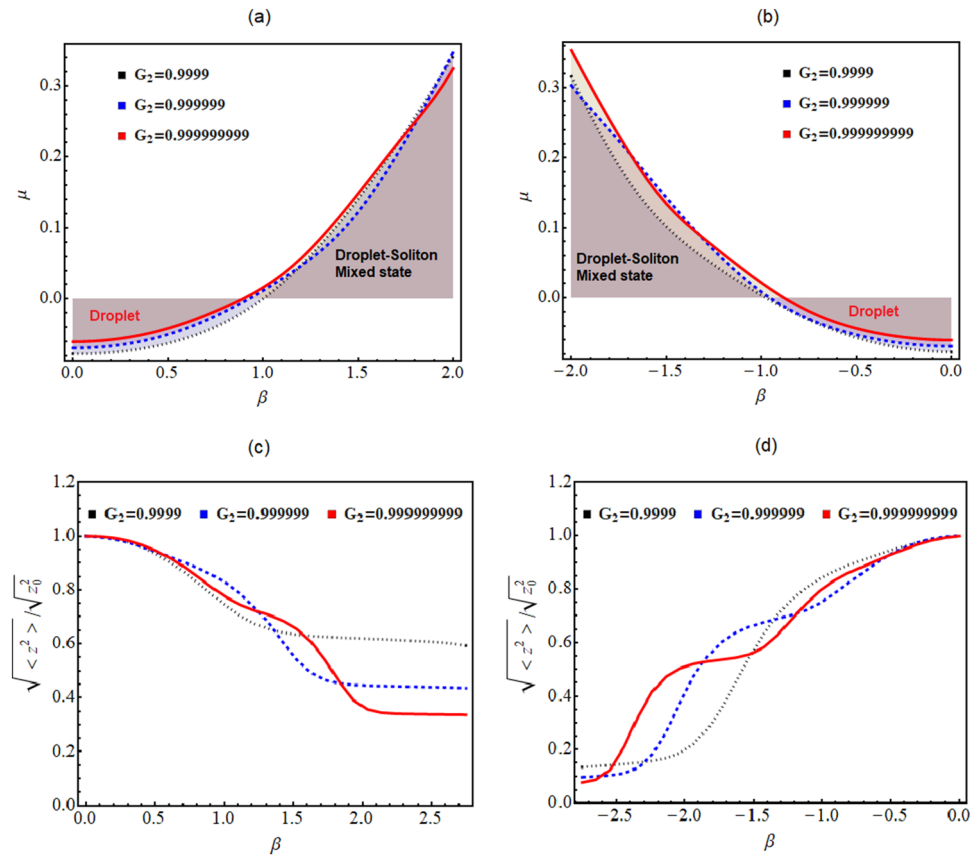 (a)
G₂=0.9999
G₂=0.999999
G₂=0.999999999
0.3
0.2
0.1
0.0
μ
Droplet-Soliton
Mixed state
Droplet
0.0 0.5 1.0 1.5 2.0
β
(b)
G₂=0.9999
G₂=0.999999
G₂=0.999999999
0.3
0.2
0.1
0.0
μ
Droplet-Soliton
Mixed state
Droplet
−2.0 −1.5 −1.0 −0.5 0.0
β
(c)
G₂=0.9999 G₂=0.999999 G₂=0.999999999
1.2
1.0
0.8
0.6
0.4
0.2
0.0
√<z²>/√z₀²
0.0 0.5 1.0 1.5 2.0 2.5
β
(d)
G₂=0.9999 G₂=0.999999 G₂=0.999999999
1.2
1.0
0.8
0.6
0.4
0.2
0.0
√<z²>/√z₀²
−2.5 −2.0 −1.5 −1.0 −0.5 0.0
β